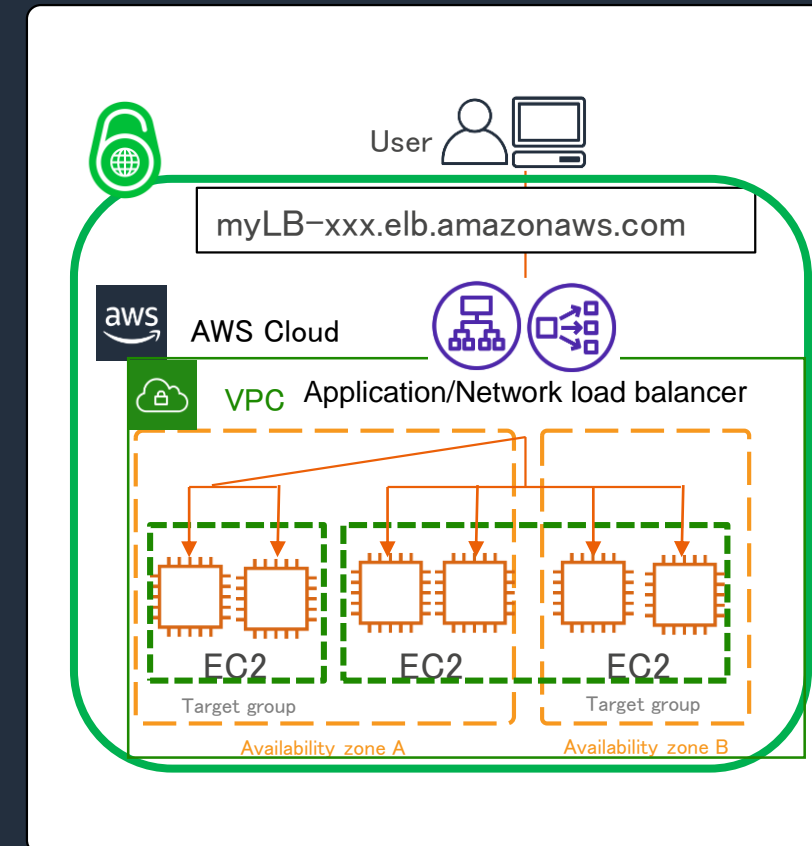 User
myLB-xxx.elb.amazonaws.com
aws
AWS Cloud
VPC
Application/Network load balancer
EC2
EC2
EC2
Target group
Target group
Availability zone A
Availability zone B